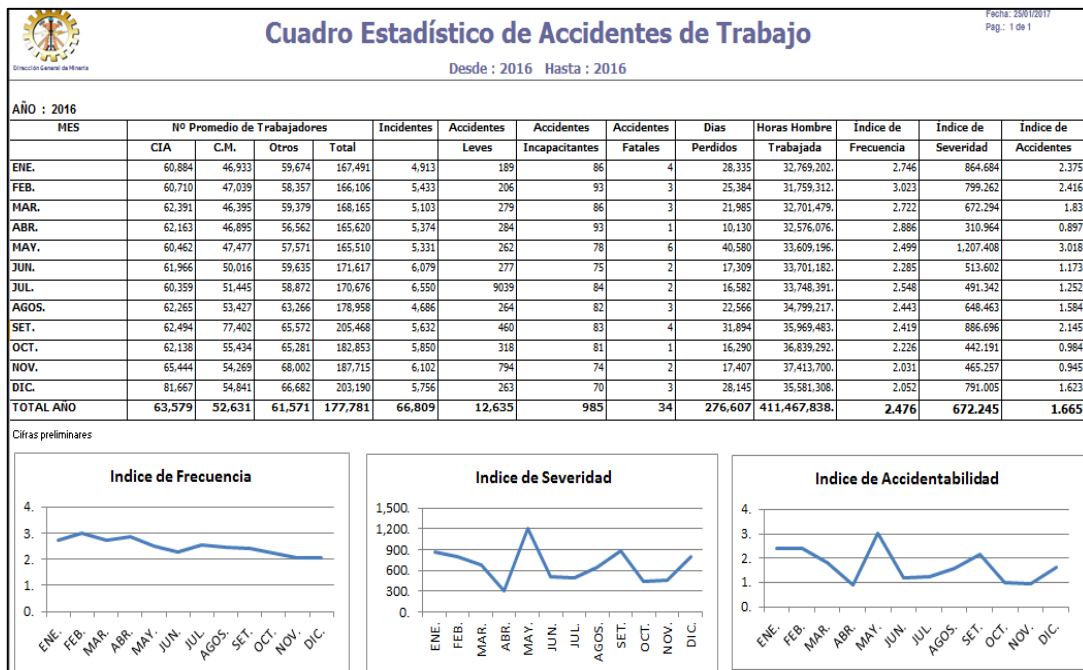 Fecha: 25/01/2017
Pag.: 1 de 1
Cuadro Estadístico de Accidentes de Trabajo
Dirección General de Minería
Desde : 2016 Hasta : 2016
AÑO : 2016
MES Nº Promedio de Trabajadores Incidentes Accidentes Accidentes Accidentes Dias Horas Hombre Índice de Índice de Índice de
CIA C.M. Otros Total Leves Incapacitantes Fatales Perdidos Trabajada Frecuencia Severidad Accidentes
ENE. 60,884 46,933 59,674 167,491 4,913 189 86 4 28,335 32,769,202. 2.746 864.684 2.375
FEB. 60,710 47,039 58,357 166,106 5,433 206 93 3 25,384 31,759,312. 3.023 799.262 2.416
MAR. 62,391 46,395 59,379 168,165 5,103 279 86 3 21,985 32,701,479. 2.722 672.294 1.83
ABR. 62,163 46,895 56,562 165,620 5,374 284 93 1 10,130 32,576,076. 2.886 310.964 0.897
MAY. 60,462 47,477 57,571 165,510 5,331 262 78 6 40,580 33,609,196. 2.499 1,207.408 3.018
JUN. 61,966 50,016 59,635 171,617 6,079 277 75 2 17,309 33,701,182. 2.285 513.602 1.173
JUL. 60,359 51,445 58,872 170,676 6,550 9039 84 2 16,582 33,748,391. 2.548 491.342 1.252
AGOS. 62,265 53,427 63,266 178,958 4,686 264 82 3 22,566 34,799,217. 2.443 648.463 1.584
SET. 62,494 77,402 65,572 205,468 5,632 460 83 4 31,894 35,969,483. 2.419 886.696 2.145
OCT. 62,138 55,434 65,281 182,853 5,850 318 81 1 16,290 36,839,292. 2.226 442.191 0.984
NOV. 65,444 54,269 68,002 187,715 6,102 794 74 2 17,407 37,413,700. 2.031 465.257 0.945
DIC. 81,667 54,841 66,682 203,190 5,756 263 70 3 28,145 35,581,308. 2.052 791.005 1.623
TOTAL AÑO 63,579 52,631 61,571 177,781 66,809 12,635 985 34 276,607 411,467,838. 2.476 672.245 1.665
Cifras preliminares
Indice de Frecuencia
4.
3.
2.
1.
0.
ENE. FEB. MAR. ABR. MAY. JUN. JUL. AGOS. SET. OCT. NOV. DIC.
Indice de Severidad
1,500.
1,200.
900.
600.
300.
0.
ENE. FEB. MAR. ABR. MAY. JUN. JUL. AGOS. SET. OCT. NOV. DIC.
Indice de Accidentabilidad
4.
3.
2.
1.
0.
ENE. FEB. MAR. ABR. MAY. JUN. JUL. AGOS. SET. OCT. NOV. DIC.